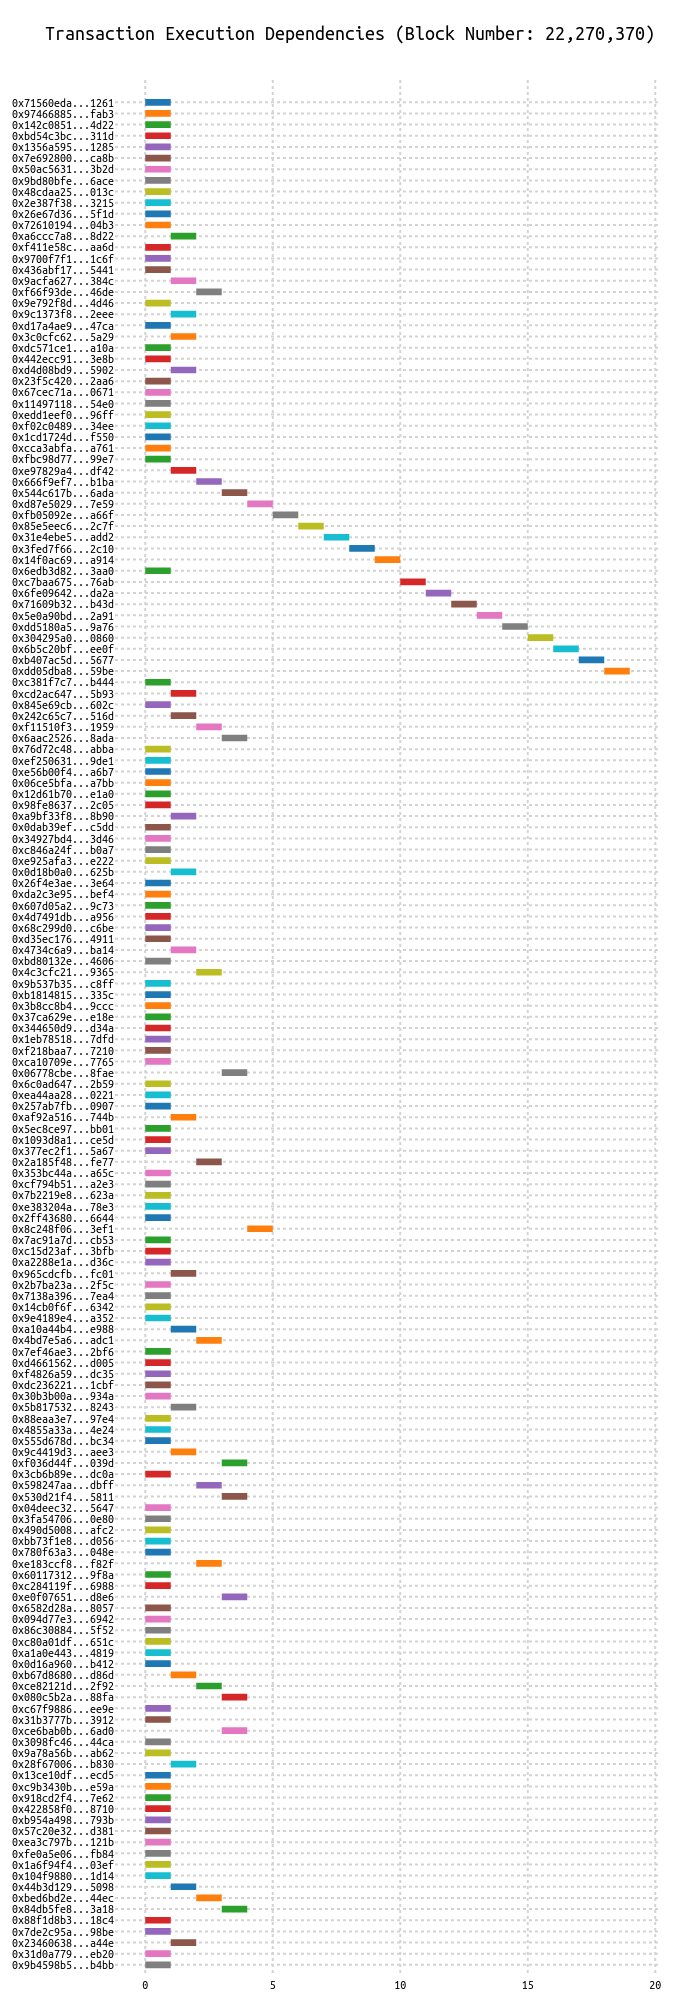 Transaction Execution Dependencies (Block Number: 22,270,370)
0x71560eda...1261
0x97466885...fab3
0x142c0851...4d22
0xbd54c3bc...311d
0x1356a595...1285
0x7e692800...ca8b
0x50ac5631...3b2d
0x9bd80bfe...6ace
0x48cdaa25...013c
0x2e387f38...3215
0x26e67d36...5f1d
0x72610194...04b3
0xa6ccc7a8...8d22
0xf411e58c...aa6d
0x9700f7f1...1c6f
0x436abf17...5441
0x9acfa627...384c
0xf66f93de...46de
0x9e792f8d...4d46
0x9c1373f8...2eee
0xd17a4ae9...47ca
0x3c0cfc62...5a29
0xdc571ce1...a10a
0x442ecc91...3e8b
0xd4d08bd9...5902
0x23f5c420...2aa6
0x67cec71a...0671
0x11497118...54e0
0xedd1eef0...96ff
0xf02c0489...34ee
0x1cd1724d...f550
0xcca3abfa...a761
0xfbc98d77...99e7
0xe97829a4...df42
0x666f9ef7...b1ba
0x544c617b...6ada
0xd87e5029...7e59
0xfb05092e...a66f
0x85e5eec6...2c7f
0x31e4ebe5...add2
0x3fed7f66...2c10
0x14f0ac69...a914
0x6edb3d82...3aa0
0xc7baa675...76ab
0x6fe09642...da2a
0x71609b32...b43d
0x5e0a90bd...2a91
0xdd5180a5...9a76
0x304295a0...0860
0x6b5c20bf...ee0f
0xb407ac5d...5677
0xdd05dba8...59be
0xc381f7c7...b444
0xcd2ac647...5b93
0x845e69cb...602c
0x242c65c7...516d
0xf11510f3...1959
0x6aac2526...8ada
0x76d72c48...abba
0xef250631...9de1
0xe56b00f4...a6b7
0x06ce5bfa...a7bb
0x12d61b70...e1a0
0x98fe8637...2c05
0xa9bf33f8...8b90
0x0dab39ef...c5dd
0x34927bd4...3d46
0xc846a24f...b0a7
0xe925afa3...e222
0x0d18b0a0...625b
0x26f4e3ae...3e64
0xda2c3e95...bef4
0x607d05a2...9c73
0x4d7491db...a956
0x68c299d0...c6be
0xd35ec176...4911
0x4734c6a9...ba14
0xbd80132e...4606
0x4c3cfc21...9365
0x9b537b35...c8ff
0xb1814815...335c
0x3b8cc8b4...9ccc
0x37ca629e...e18e
0x344650d9...d34a
0x1eb78518...7dfd
0xf218baa7...7210
0xca10709e...7765
0x06778cbe...8fae
0x6c0ad647...2b59
0xea44aa28...0221
0x257ab7fb...0907
0xaf92a516...744b
0x5ec8ce97...bb01
0x1093d8a1...ce5d
0x377ec2f1...5a67
0x2a185f48...fe77
0x353bc44a...a65c
0xcf794b51...a2e3
0x7b2219e8...623a
0xe383204a...78e3
0x2ff43680...6644
0x8c248f06...3ef1
0x7ac91a7d...cb53
0xc15d23af...3bfb
0xa2288e1a...d36c
0x965cdcfb...fc01
0x2b7ba23a...2f5c
0x7138a396...7ea4
0x14cb0f6f...6342
0x9e4189e4...a352
0xa10a44b4...e988
0x4bd7e5a6...adc1
0x7ef46ae3...2bf6
0xd4661562...d005
0xf4826a59...dc35
0xdc236221...1cbf
0x30b3b00a...934a
0x5b817532...8243
0x88eaa3e7...97e4
0x4855a33a...4e24
0x555d678d...bc34
0x9c4419d3...aee3
0xf036d44f...039d
0x3cb6b89e...dc0a
0x598247aa...dbff
0x530d21f4...5811
0x04deec32...5647
0x3fa54706...0e80
0x490d5008...afc2
0xbb73f1e8...d056
0x780f63a3...048e
0xe183ccf8...f82f
0x60117312...9f8a
0xc284119f...6988
0xe0f07651...d8e6
0x6582d28a...8057
0x094d77e3...6942
0x86c30884...5f52
0xc80a01df...651c
0xa1a0e443...4819
0x0d16a960...b412
0xb67d8680...d86d
0xce82121d...2f92
0x080c5b2a...88fa
0xc67f9886...ee9e
0x31b3777b...3912
0xce6bab0b...6ad0
0x3098fc46...44ca
0x9a78a56b...ab62
0x28f67006...b830
0x13ce10df...ecd5
0xc9b3430b...e59a
0x918cd2f4...7e62
0x422858f0...8710
0xb954a498...793b
0x57c20e32...d381
0xea3c797b...121b
0xfe0a5e06...fb84
0x1a6f94f4...03ef
0x104f9880...1d14
0x44b3d129...5098
0xbed6bd2e...44ec
0x84db5fe8...3a18
0x88f1d8b3...18c4
0x7de2c95a...98be
0x23460638...a44e
0x31d0a779...eb20
0x9b4598b5...b4bb
0 5 10 15 20